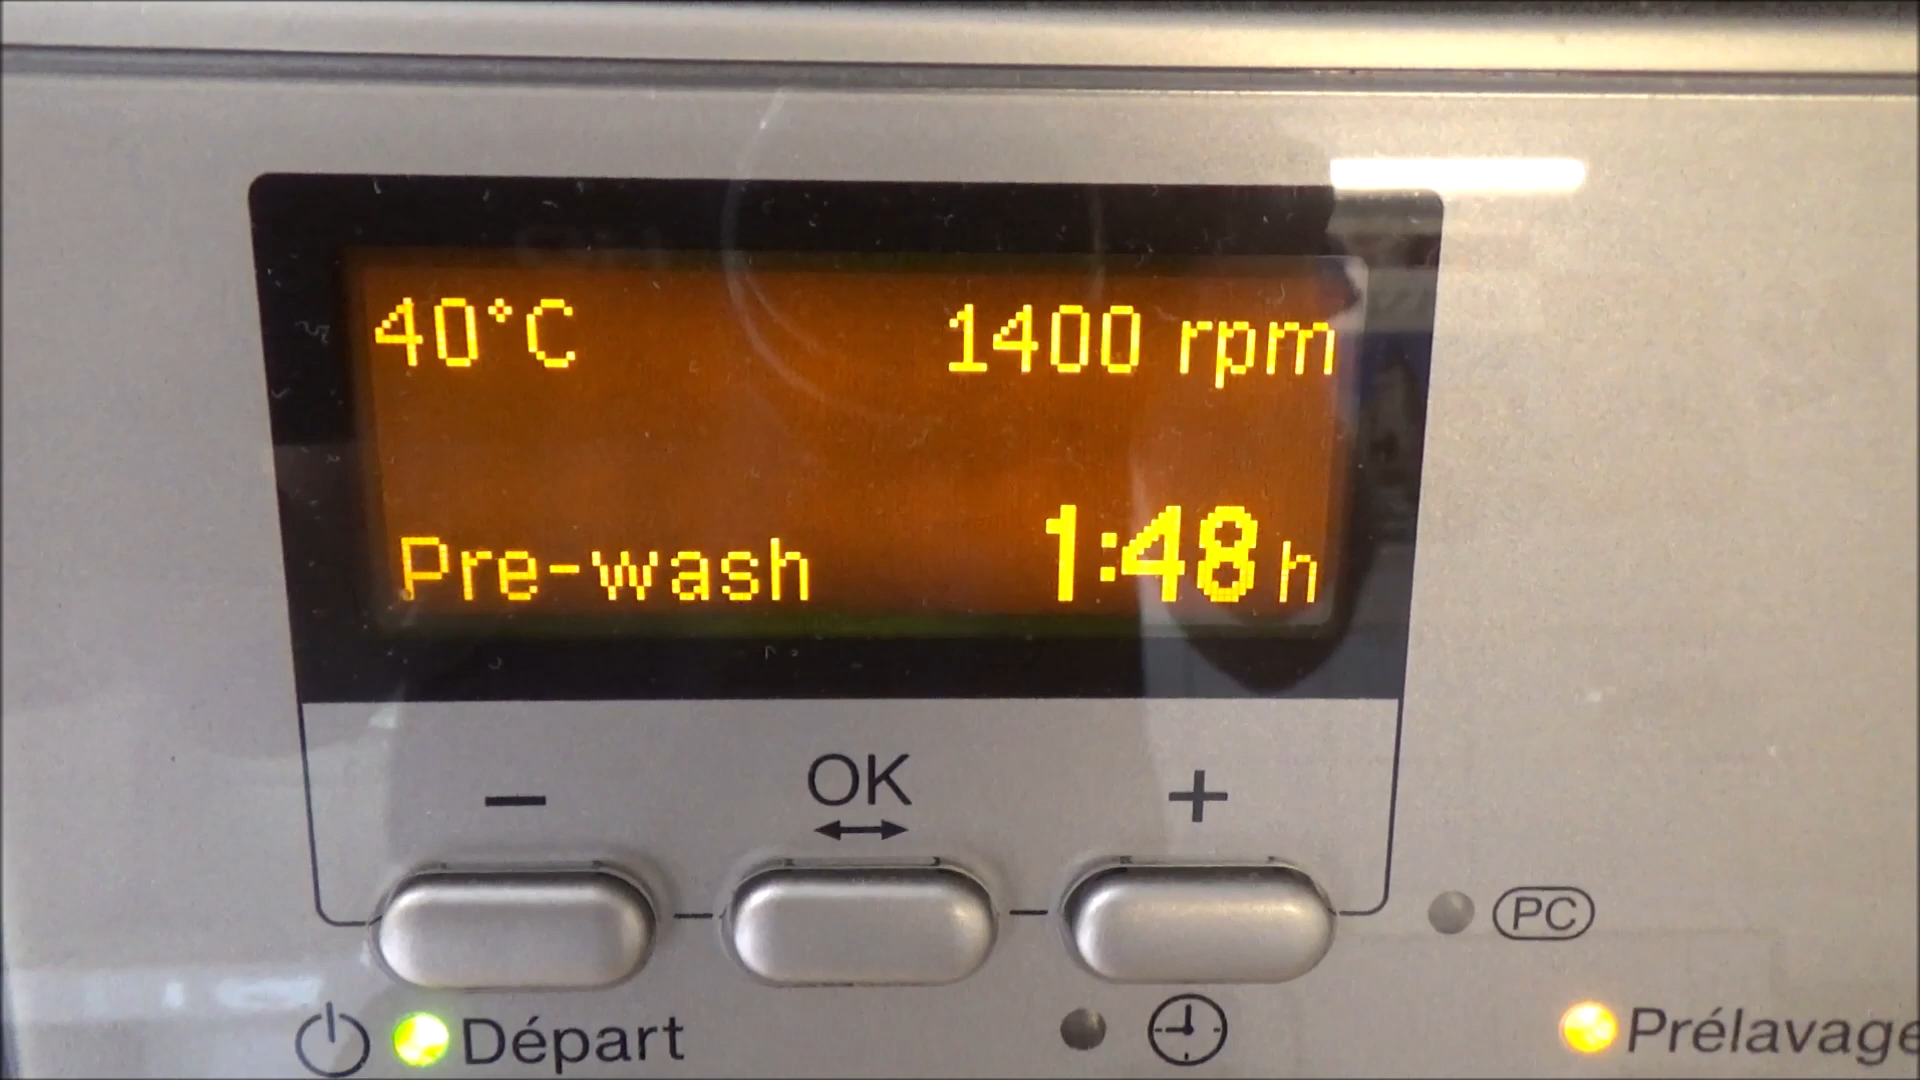 40°C 1400 rpm
Pre-wash 1:48 h
− OK +
PC
Départ
Prélavage